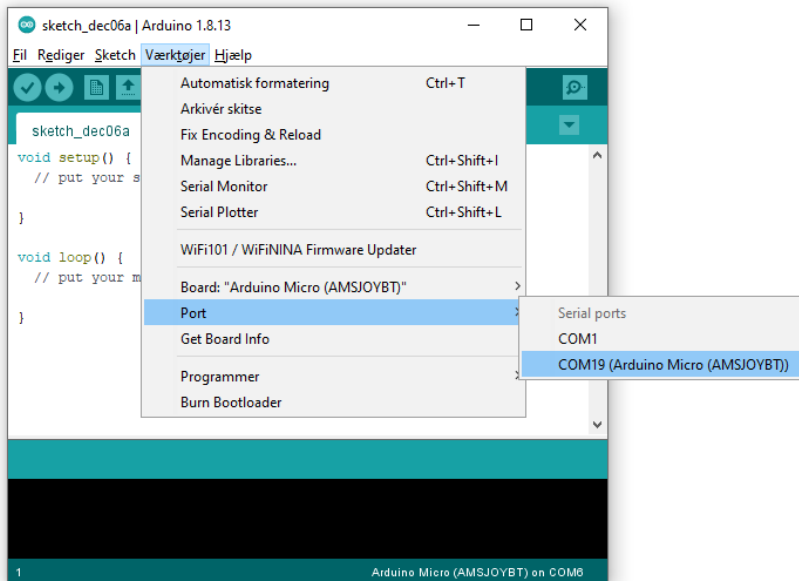 sketch_dec06a | Arduino 1.8.13
Fil Rediger Sketch Værktøjer Hjælp
sketch_dec06a
void setup() {
// put your s
}
void loop() {
// put your m
}
Automatisk formatering Ctrl+T
Arkivér skitse
Fix Encoding & Reload
Manage Libraries... Ctrl+Shift+I
Serial Monitor Ctrl+Shift+M
Serial Plotter Ctrl+Shift+L
WiFi101 / WiFiNINA Firmware Updater
Board: "Arduino Micro (AMSJOYBT)"
Port
Get Board Info
Programmer
Burn Bootloader
Serial ports
COM1
COM19 (Arduino Micro (AMSJOYBT))
1 Arduino Micro (AMSJOYBT) on COM6